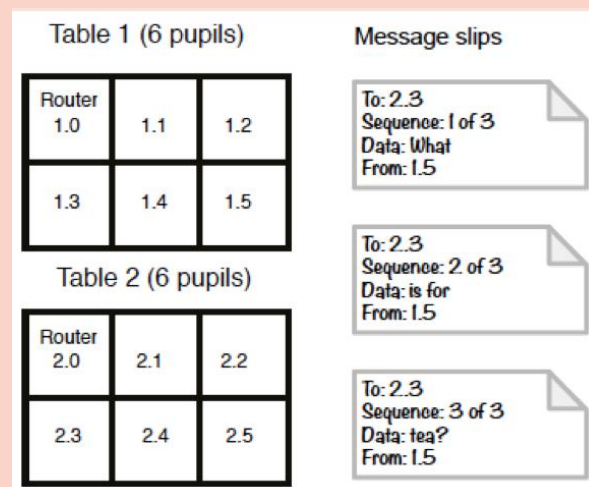 Table 1 (6 pupils)
Router
1.0
1.1
1.2
1.3
1.4
1.5
Table 2 (6 pupils)
Router
2.0
2.1
2.2
2.3
2.4
2.5
Message slips
To: 2.3
Sequence: 1 of 3
Data: What
From: 1.5
To: 2.3
Sequence: 2 of 3
Data: is for
From: 1.5
To: 2.3
Sequence: 3 of 3
Data: tea?
From: 1.5